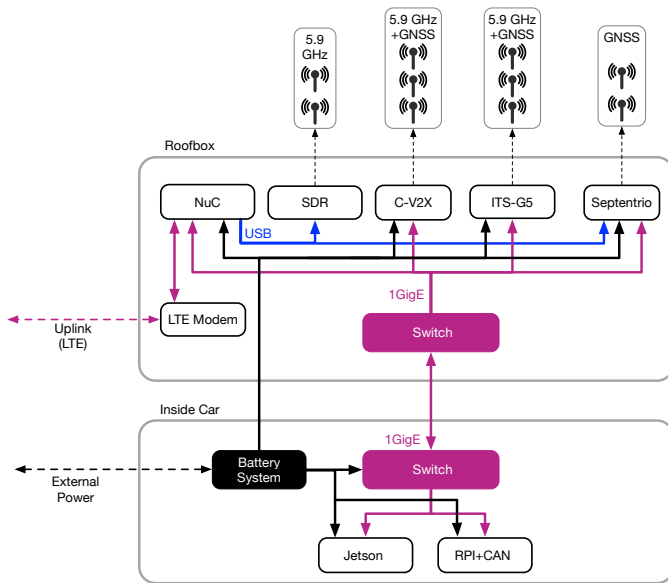 5.9
GHz
5.9 GHz
+GNSS
5.9 GHz
+GNSS
GNSS
Roofbox
NuC
SDR
C-V2X
ITS-G5
Septentrio
USB
1GigE
LTE Modem
Switch
Uplink
(LTE)
Inside Car
1GigE
Battery
System
Switch
External
Power
Jetson
RPI+CAN